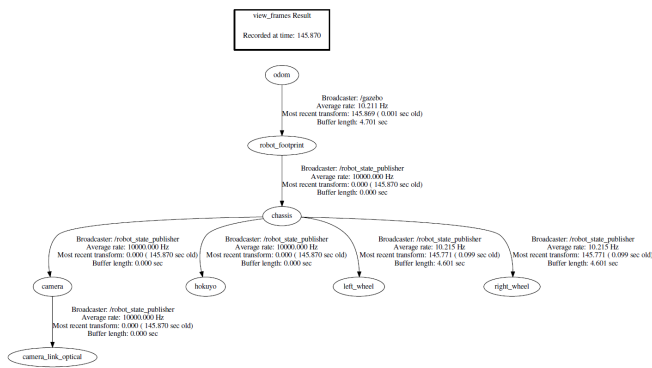 view_frames Result
Recorded at time: 145.870
odom
Broadcaster: /gazebo
Average rate: 10.211 Hz
Most recent transform: 145.869 ( 0.001 sec old)
Buffer length: 4.701 sec
robot_footprint
Broadcaster: /robot_state_publisher
Average rate: 10000.000 Hz
Most recent transform: 0.000 ( 145.870 sec old)
Buffer length: 0.000 sec
chassis
Broadcaster: /robot_state_publisher
Average rate: 10000.000 Hz
Most recent transform: 0.000 ( 145.870 sec old)
Buffer length: 0.000 sec
Broadcaster: /robot_state_publisher
Average rate: 10000.000 Hz
Most recent transform: 0.000 ( 145.870 sec old)
Buffer length: 0.000 sec
Broadcaster: /robot_state_publisher
Average rate: 10.215 Hz
Most recent transform: 145.771 ( 0.099 sec old)
Buffer length: 4.601 sec
Broadcaster: /robot_state_publisher
Average rate: 10.215 Hz
Most recent transform: 145.771 ( 0.099 sec old)
Buffer length: 4.601 sec
camera
hokuyo
left_wheel
right_wheel
Broadcaster: /robot_state_publisher
Average rate: 10000.000 Hz
Most recent transform: 0.000 ( 145.870 sec old)
Buffer length: 0.000 sec
camera_link_optical